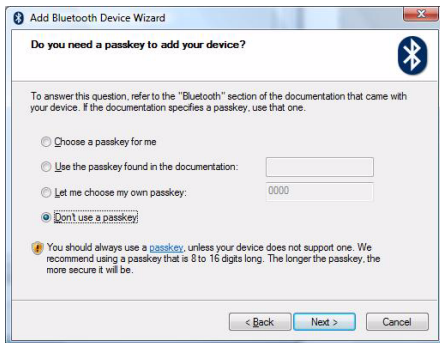 Add Bluetooth Device Wizard
Do you need a passkey to add your device?
To answer this question, refer to the "Bluetooth" section of the documentation that came with
your device. If the documentation specifies a passkey, use that one.
Choose a passkey for me
Use the passkey found in the documentation:
Let me choose my own passkey:
0000
Don't use a passkey
You should always use a passkey, unless your device does not support one. We
recommend using a passkey that is 8 to 16 digits long. The longer the passkey, the
more secure it will be.
< Back
Next >
Cancel